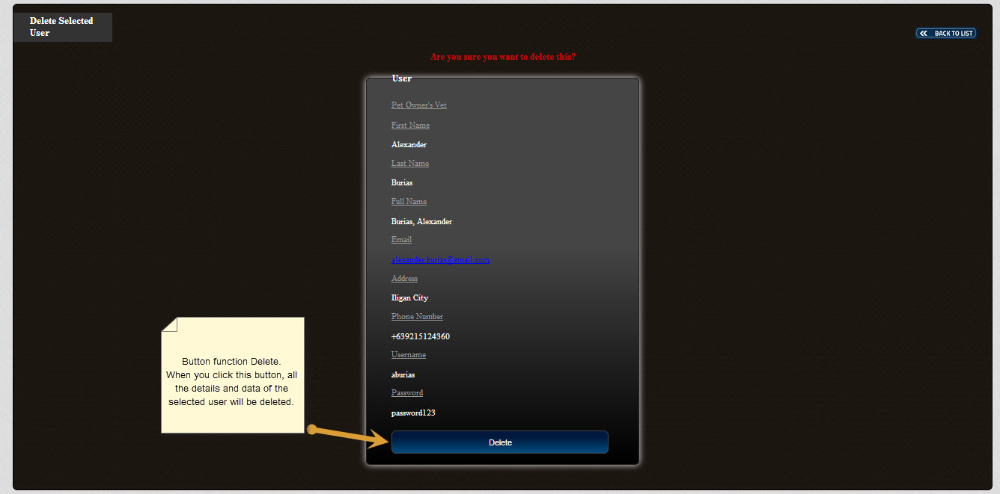 Delete Selected
User
BACK TO LIST
Are you sure you want to delete this?
User
Pet Owner's Vet
First Name
Alexander
Last Name
Burias
Full Name
Burias, Alexander
Email
alexander.burias@gmail.com
Address
Iligan City
Phone Number
+639215124360
Username
aburias
Password
password123
Delete
Button function Delete.
When you click this button, all
the details and data of the
selected user will be deleted.